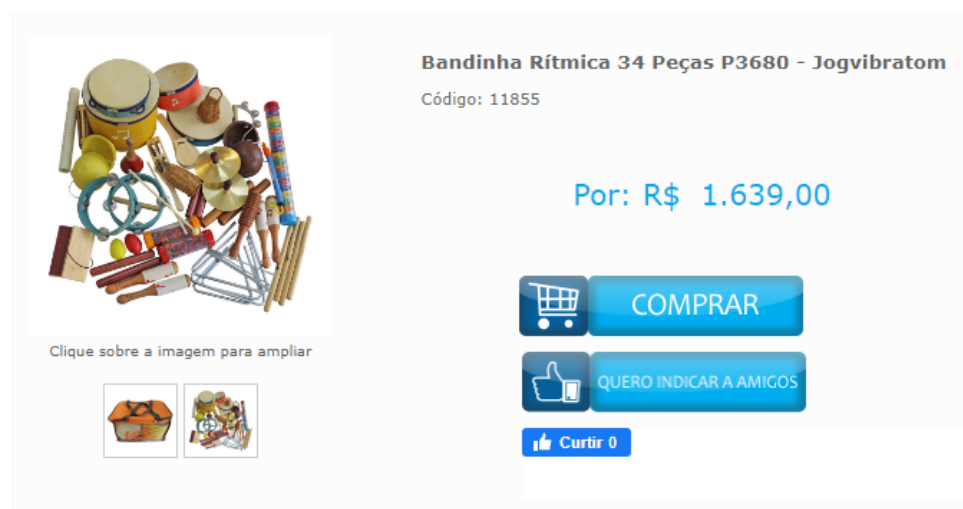 Bandinha Rítmica 34 Peças P3680 - Jogvibratom
Código: 11855
Por: R$ 1.639,00
COMPRAR
Clique sobre a imagem para ampliar
QUERO INDICAR A AMIGOS
Curtir 0